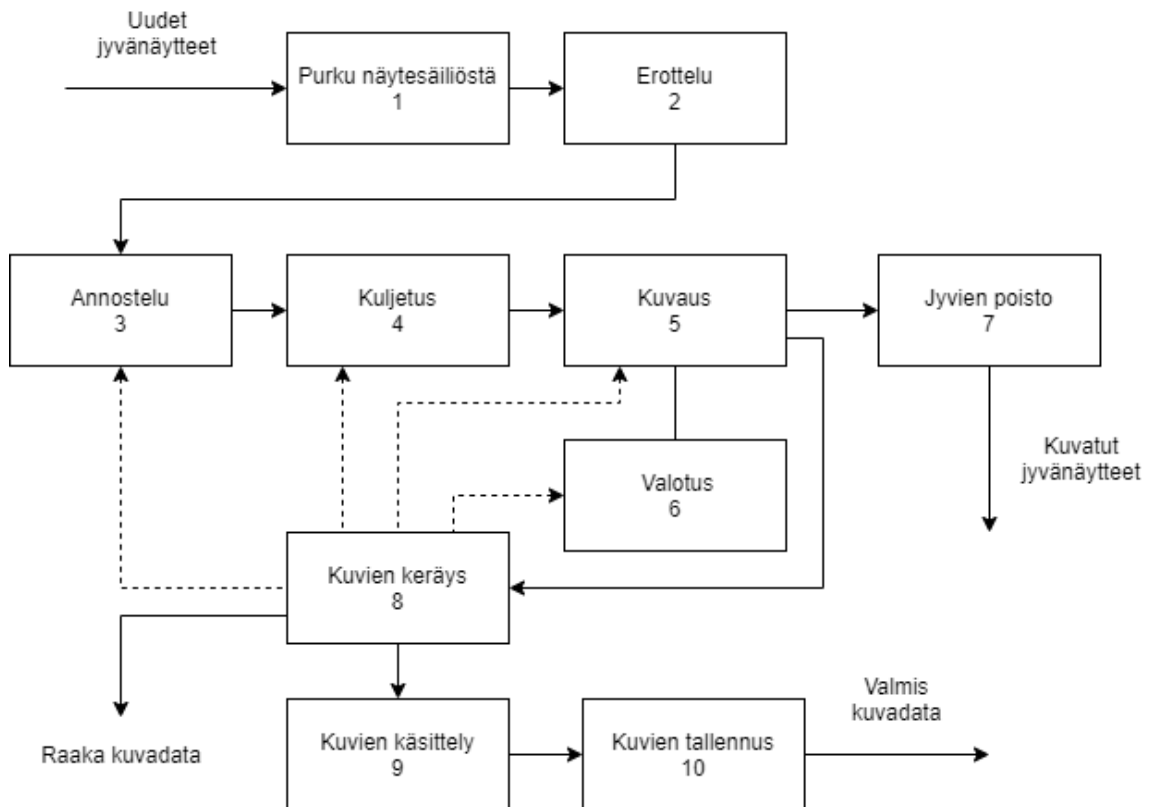 Uudet
jyvänäytteet
Purku näytesäiliöstä
1
Erottelu
2
Annostelu
3
Kuljetus
4
Kuvaus
5
Jyvien poisto
7
Kuvatut
jyvänäytteet
Valotus
6
Kuvien keräys
8
Raaka kuvadata
Kuvien käsittely
9
Kuvien tallennus
10
Valmis
kuvadata